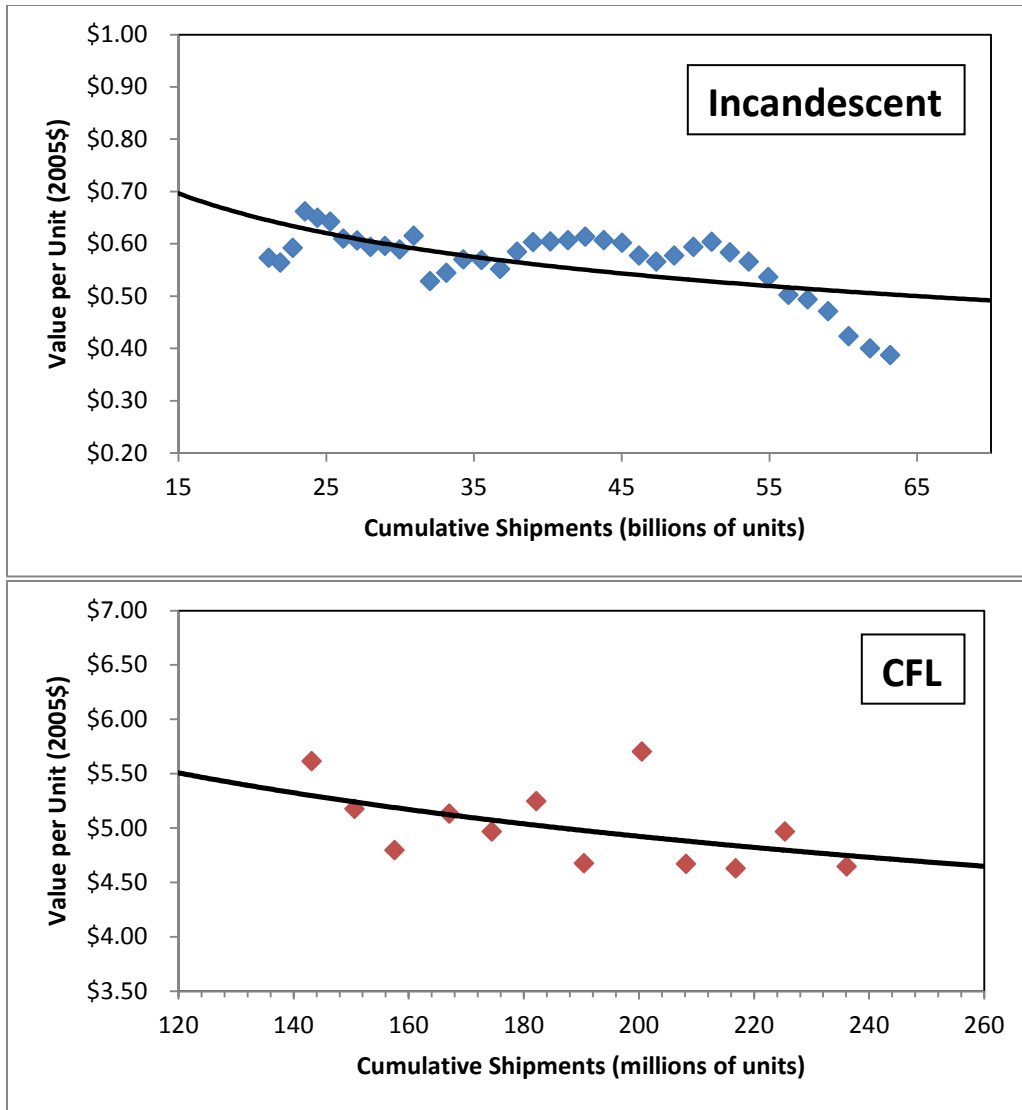 $1.00
$0.90
$0.80
$0.70
$0.60
$0.50
$0.40
$0.30
$0.20
Value per Unit (2005$)
Incandescent
15 25 35 45 55 65
Cumulative Shipments (billions of units)
$7.00
$6.50
$6.00
$5.50
$5.00
$4.50
$4.00
$3.50
Value per Unit (2005$)
CFL
120 140 160 180 200 220 240 260
Cumulative Shipments (millions of units)